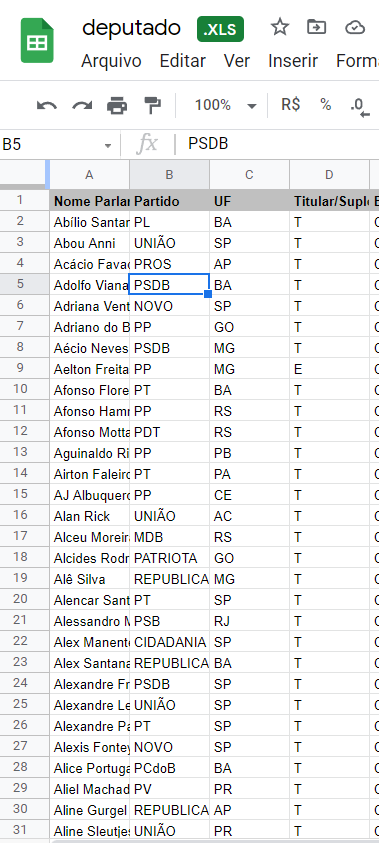 deputado .XLS
Arquivo Editar Ver Inserir Forma
100% R$ % .0
B5 fx PSDB
A B C D
1 Nome Parlar Partido UF Titular/Suple
2 Abílio Santar PL BA T
3 Abou Anni UNIÃO SP T
4 Acácio Favac PROS AP T
5 Adolfo Viana PSDB BA T
6 Adriana Vent NOVO SP T
7 Adriano do B PP GO T
8 Aécio Neves PSDB MG T
9 Aelton Freita PP MG E
10 Afonso Flore PT BA T
11 Afonso Hamr PP RS T
12 Afonso Motta PDT RS T
13 Aguinaldo Ri PP PB T
14 Airton Faleiro PT PA T
15 AJ Albuquerc PP CE T
16 Alan Rick UNIÃO AC T
17 Alceu Moreira MDB RS T
18 Alcides Rodr PATRIOTA GO T
19 Alê Silva REPUBLICA MG T
20 Alencar Sant PT SP T
21 Alessandro M PSB RJ T
22 Alex Manent CIDADANIA SP T
23 Alex Santana REPUBLICA BA T
24 Alexandre Fr PSDB SP T
25 Alexandre Le UNIÃO SP T
26 Alexandre Pa PT SP T
27 Alexis Fontey NOVO SP T
28 Alice Portuga PCdoB BA T
29 Aliel Machad PV PR T
30 Aline Gurgel REPUBLICA AP T
31 Aline Sleutjes UNIÃO PR T